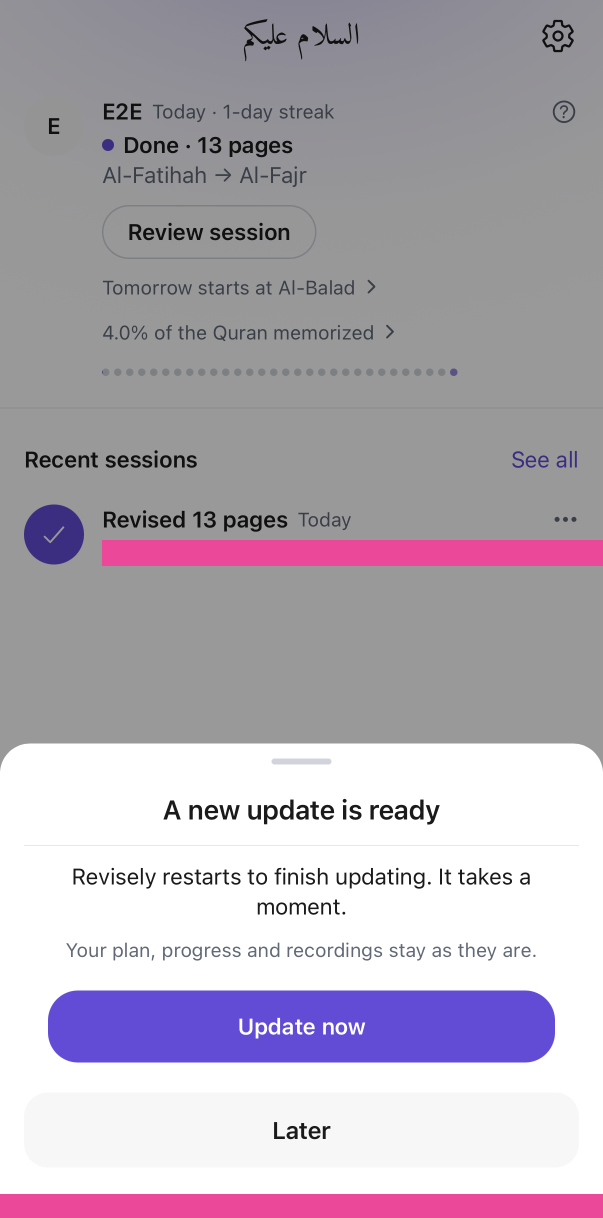 السلام عليكم
E
E2E Today · 1-day streak
?
Done · 13 pages
Al-Fatihah → Al-Fajr
Review session
Tomorrow starts at Al-Balad >
4.0% of the Quran memorized >
Recent sessions
See all
Revised 13 pages Today
A new update is ready
Revisely restarts to finish updating. It takes a
moment.
Your plan, progress and recordings stay as they are.
Update now
Later